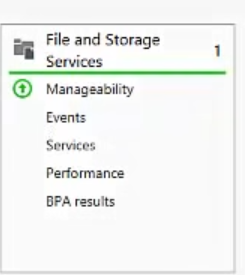 File and Storage
Services
1
Manageability
Events
Services
Performance
BPA results